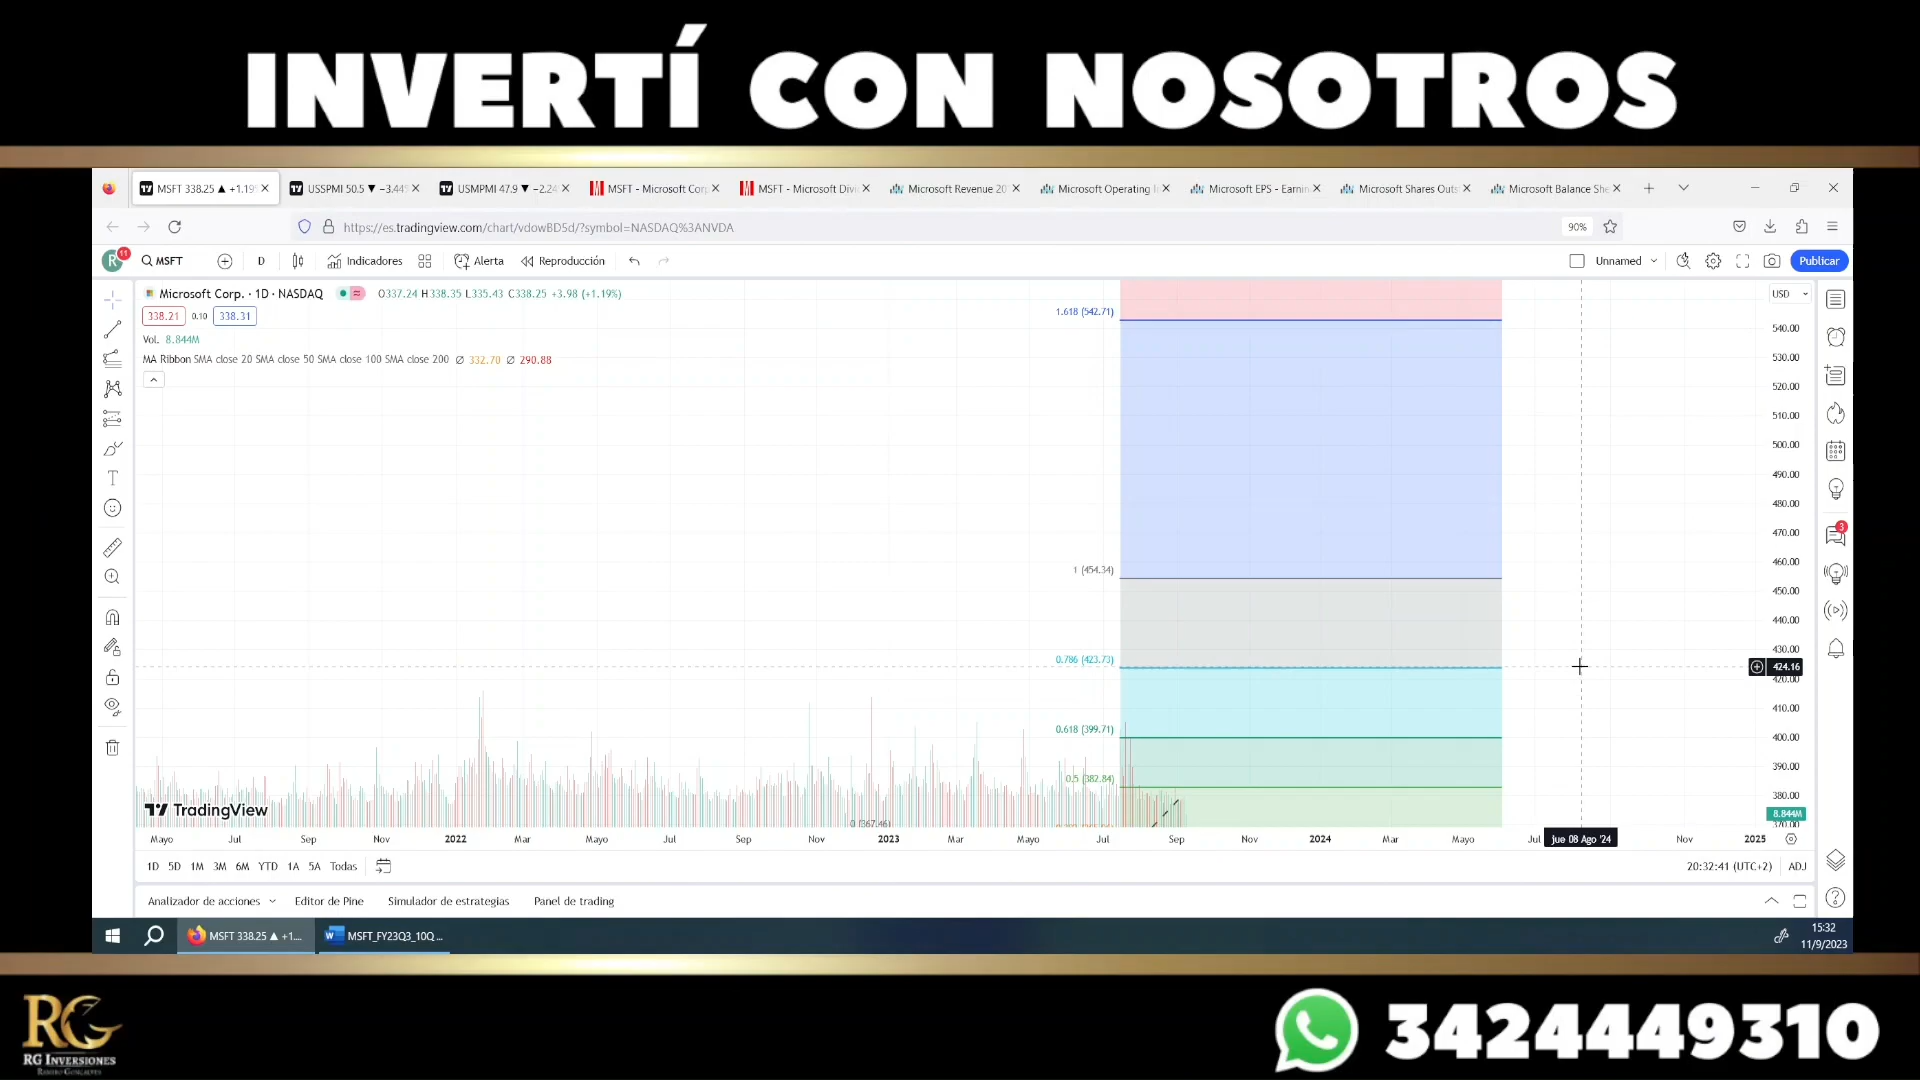 INVERTÍ CON NOSOTROS
MSFT 338.25 ▲ +1.19
USSPMI 50.5 ▼ −3.44
USMPMI 47.9 ▼ −2.24
MSFT - Microsoft Corp
MSFT - Microsoft Divi
Microsoft Revenue 20
Microsoft Operating I
Microsoft EPS - Earnin
Microsoft Shares Outs
Microsoft Balance She
https://es.tradingview.com/chart/vdowBD5d/?symbol=NASDAQ%3ANVDA
90%
R 11
MSFT
D
Indicadores
Alerta
Reproducción
Unnamed
Publicar
Microsoft Corp. · 1D · NASDAQ
O337.24 H338.35 L335.43 C338.25 +3.98 (+1.19%)
USD
338.21 0.10 338.31
Vol. 8.844M
MA Ribbon SMA close 20 SMA close 50 SMA close 100 SMA close 200 ∅ 332.70 ∅ 290.88
1.618 (542.71)
1 (454.34)
0.786 (423.73)
0.618 (399.71)
0.5 (382.84)
0 (367.46)
540.00
530.00
520.00
510.00
500.00
490.00
480.00
470.00
460.00
450.00
440.00
430.00
424.16
420.00
410.00
400.00
390.00
380.00
8.844M
370.00
3
TradingView
Mayo Jul Sep Nov 2022 Mar Mayo Jul Sep Nov 2023 Mar Mayo Jul Sep Nov 2024 Mar Mayo Jul jue 08 Ago '24 Nov 2025
1D 5D 1M 3M 6M YTD 1A 5A Todas
20:32:41 (UTC+2) ADJ
Analizador de acciones Editor de Pine Simulador de estrategias Panel de trading
MSFT 338.25 ▲ +1....
MSFT_FY23Q3_10Q ...
15:32
11/9/2023
RG
RG INVERSIONES
3424449310